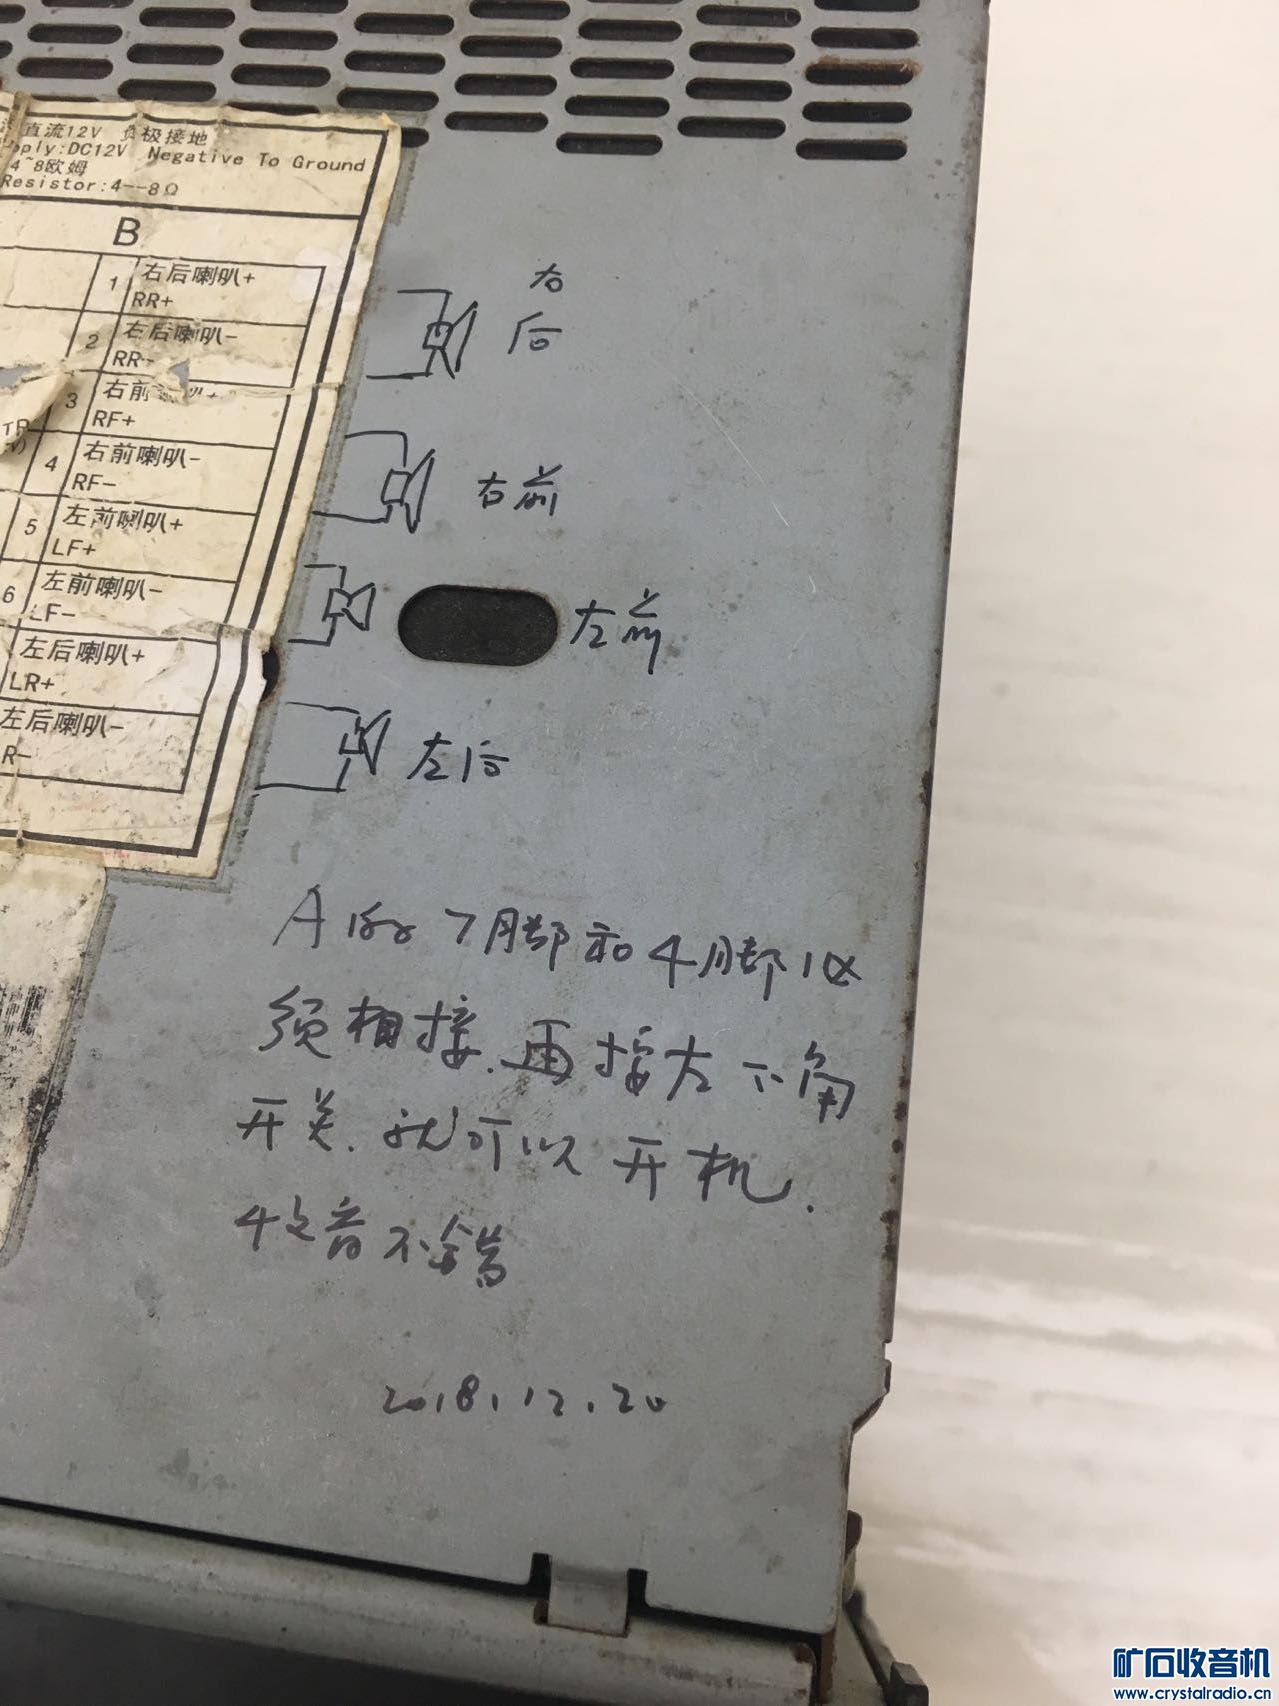 直流12V 负极接地
pply:DC12V Negative To Ground
4~8欧姆
Resistor:4--8Ω
B
1 右后喇叭+
RR+
2 右后喇叭-
RR-
3 右前
RF+
4 右前喇叭-
RF-
5 左前喇叭+
LF+
6 左前喇叭-
LF-
左后喇叭+
LR+
左后喇叭-
R-
右
后
右前
左前
左后
A的7脚和4脚必
须相接.再接左下角
开关.就可以开机.
收音不错
2018.12.20
矿石收音机
www.crystalradio.cn